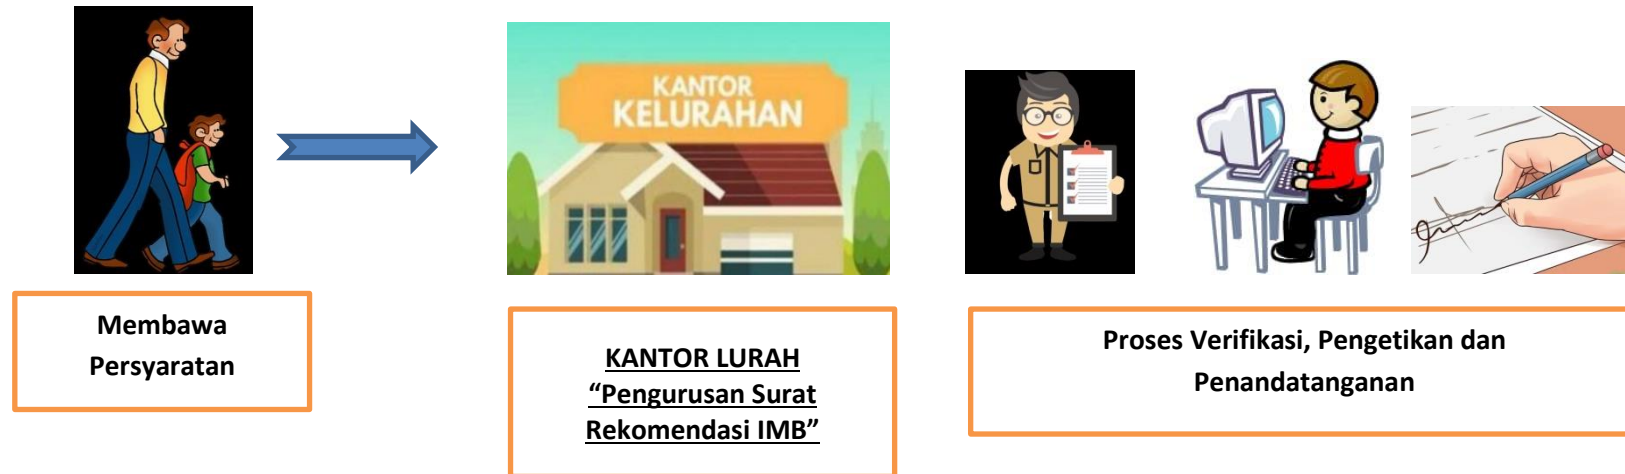 KANTOR
KELURAHAN
Membawa
Persyaratan
KANTOR LURAH
“Pengurusan Surat
Rekomendasi IMB”
Proses Verifikasi, Pengetikan dan
Penandatanganan